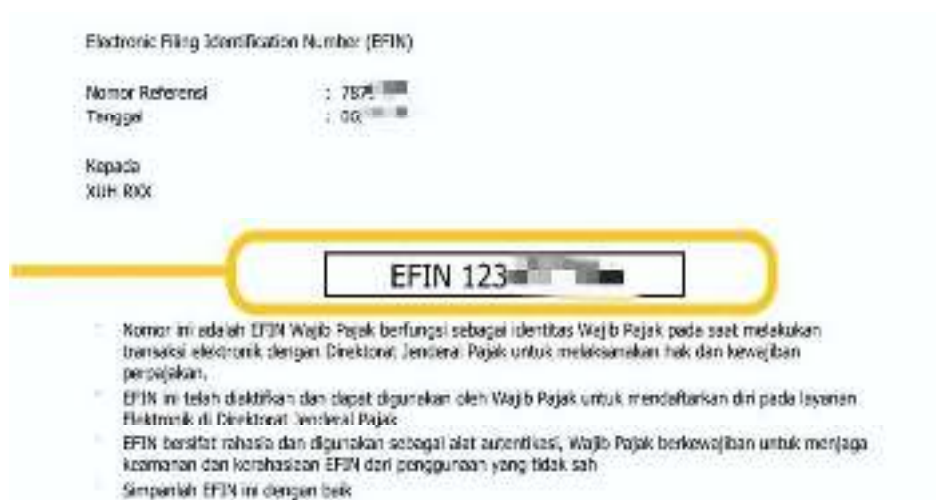 Electronic Filing Identification Number (EFIN)
Nomor Referensi : 787
Tanggal : 00
Kepada
XUH RXX
EFIN 123
Nomor ini adalah EFIN Wajib Pajak berfungsi sebagai identitas Wajib Pajak pada saat melakukan
transaksi elektronik dengan Direktorat Jenderal Pajak untuk melaksanakan hak dan kewajiban
perpajakan.
EFIN ini telah diaktifkan dan dapat digunakan oleh Wajib Pajak untuk mendaftarkan diri pada layanan
Elektronik di Direktorat Jenderal Pajak
EFIN bersifat rahasia dan digunakan sebagai alat autentikasi, Wajib Pajak berkewajiban untuk menjaga
keamanan dan kerahasiaan EFIN dari penggunaan yang tidak sah
Simpanlah EFIN ini dengan baik